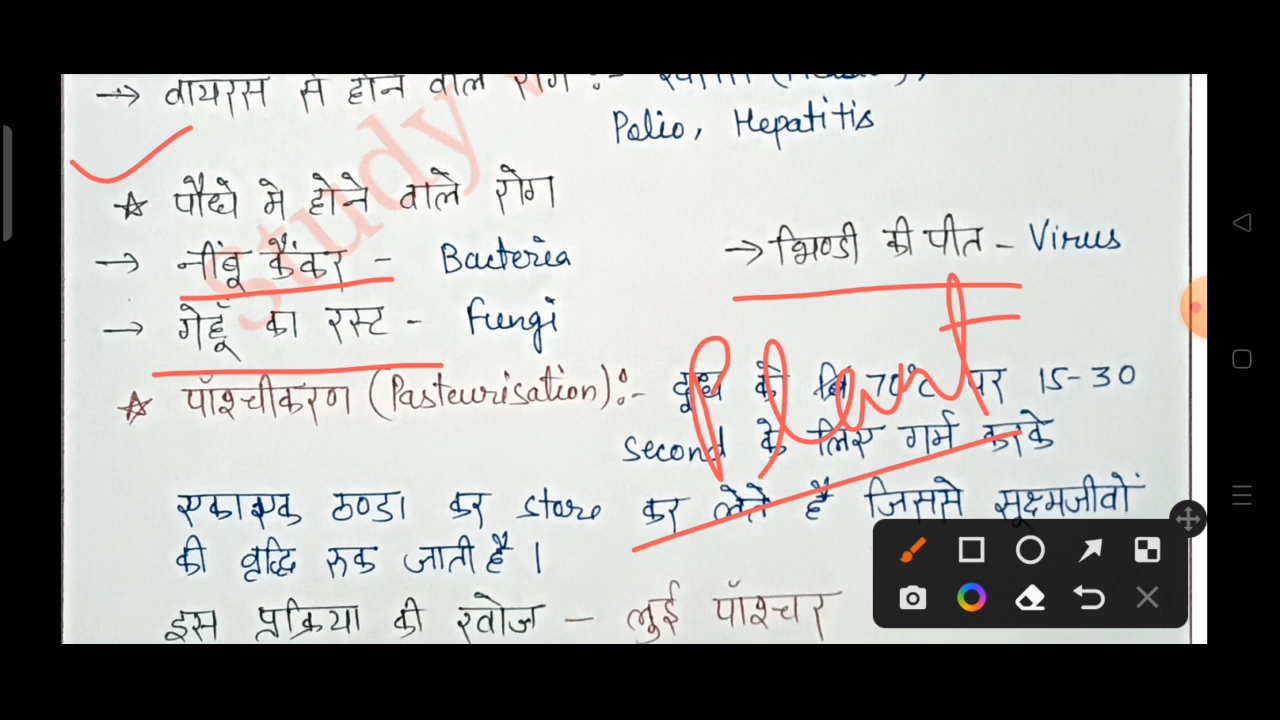 → वायरस से होने वाले रोग :-
Polio, Hepatitis
☆ पौधे मे होने वाले रोग
→ नींबू कैंकर - Bacteria
→ भिण्डी की पीत - Virus
→ गेहूँ का रस्ट - Fungi
Plant
☆ पॉश्चीकरण (Pasteurisation) :- दूध को 70°C पर 15-30
second के लिए गर्म करके
एकाएक ठण्डा कर store कर लेते है जिससे सूक्ष्मजीवों
की वृद्धि रुक जाती है ।
इस प्रक्रिया की खोज - लुई पॉश्चर
Study